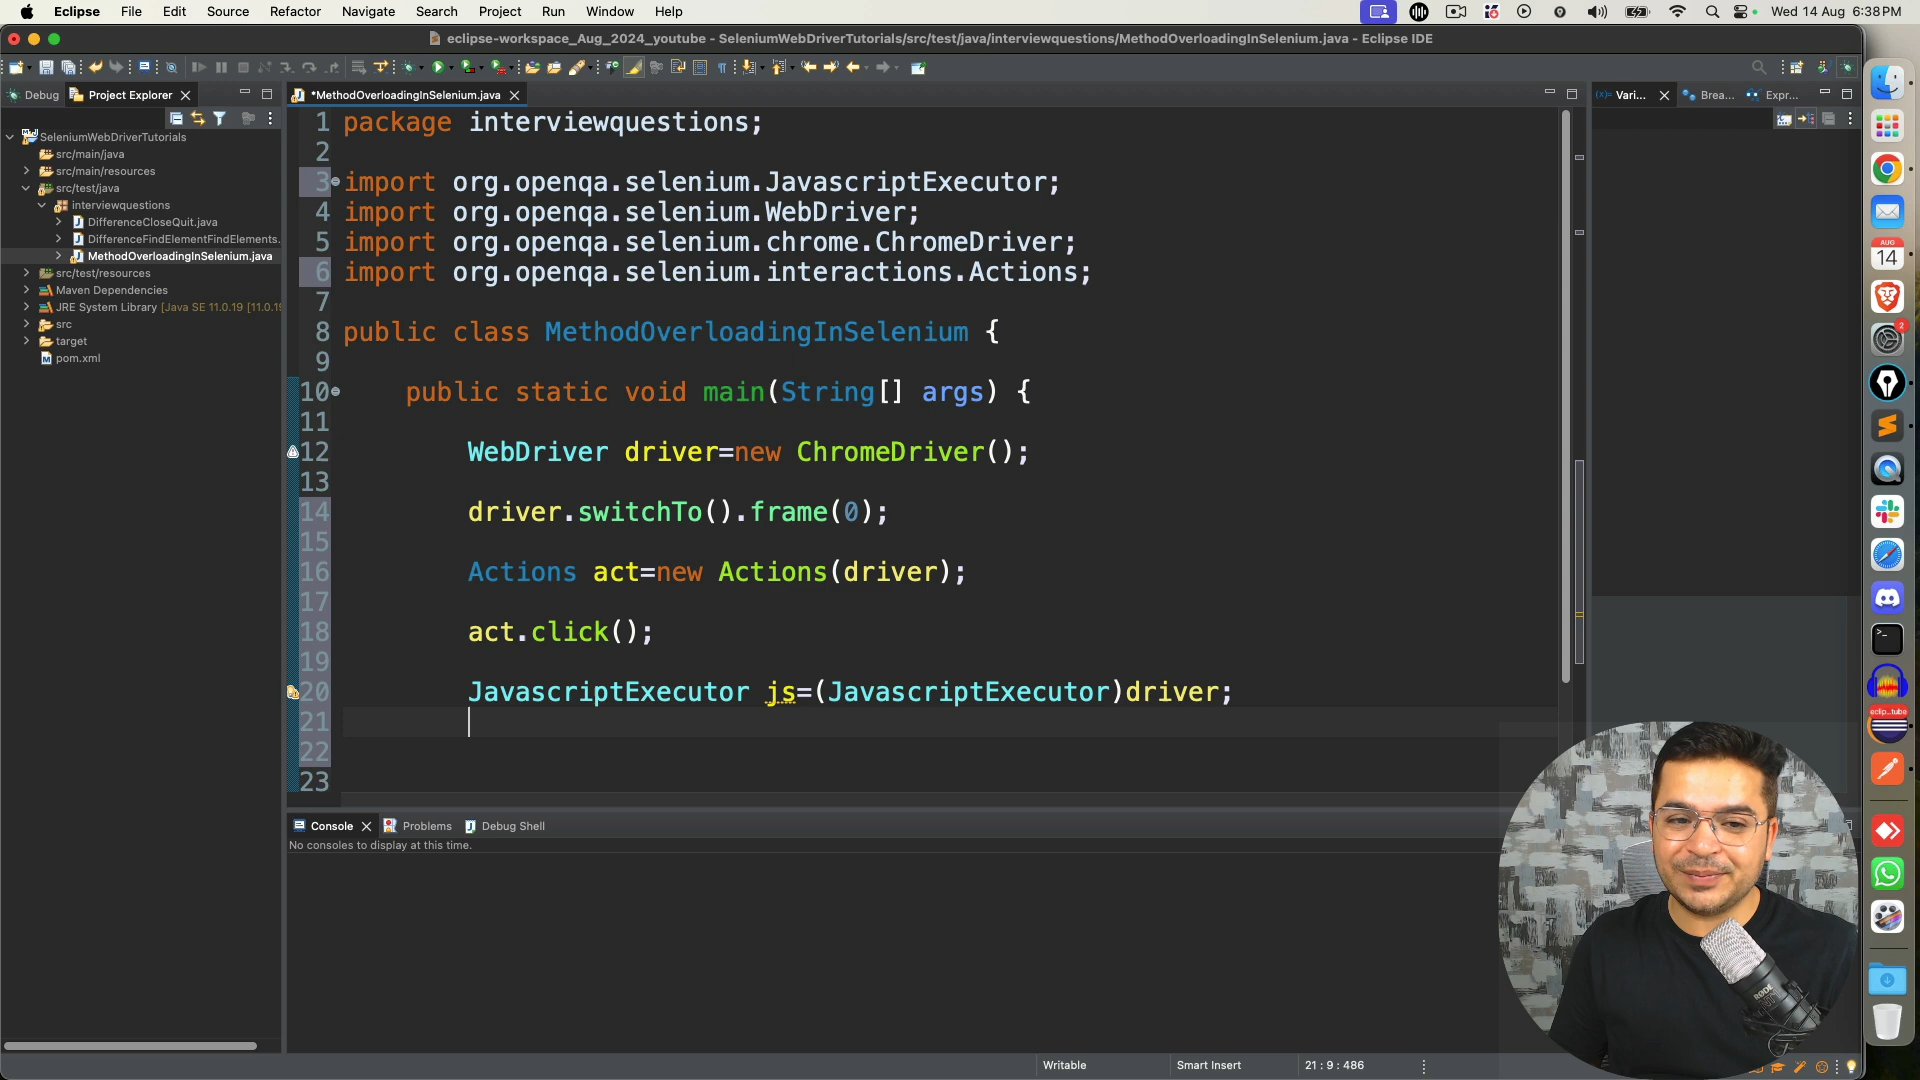 Eclipse File Edit Source Refactor Navigate Search Project Run Window Help Wed 14 Aug 6:38 PM
eclipse-workspace_Aug_2024_youtube - SeleniumWebDriverTutorials/src/test/java/interviewquestions/MethodOverloadingInSelenium.java - Eclipse IDE
Debug Project Explorer
*MethodOverloadingInSelenium.java
Vari... Brea... Expr...
SeleniumWebDriverTutorials
src/main/java
src/main/resources
src/test/java
interviewquestions
DifferenceCloseQuit.java
DifferenceFindElementFindElements.
MethodOverloadingInSelenium.java
src/test/resources
Maven Dependencies
JRE System Library [Java SE 11.0.19 [11.0.19
src
target
pom.xml
1 package interviewquestions;
2
3 import org.openqa.selenium.JavascriptExecutor;
4 import org.openqa.selenium.WebDriver;
5 import org.openqa.selenium.chrome.ChromeDriver;
6 import org.openqa.selenium.interactions.Actions;
7
8 public class MethodOverloadingInSelenium {
9
10 public static void main(String[] args) {
11
12 WebDriver driver=new ChromeDriver();
13
14 driver.switchTo().frame(0);
15
16 Actions act=new Actions(driver);
17
18 act.click();
19
20 JavascriptExecutor js=(JavascriptExecutor)driver;
21
22
23
Console Problems Debug Shell
No consoles to display at this time.
Writable Smart Insert 21 : 9 : 486
AUG
14
2
eclip...tube
RØDE